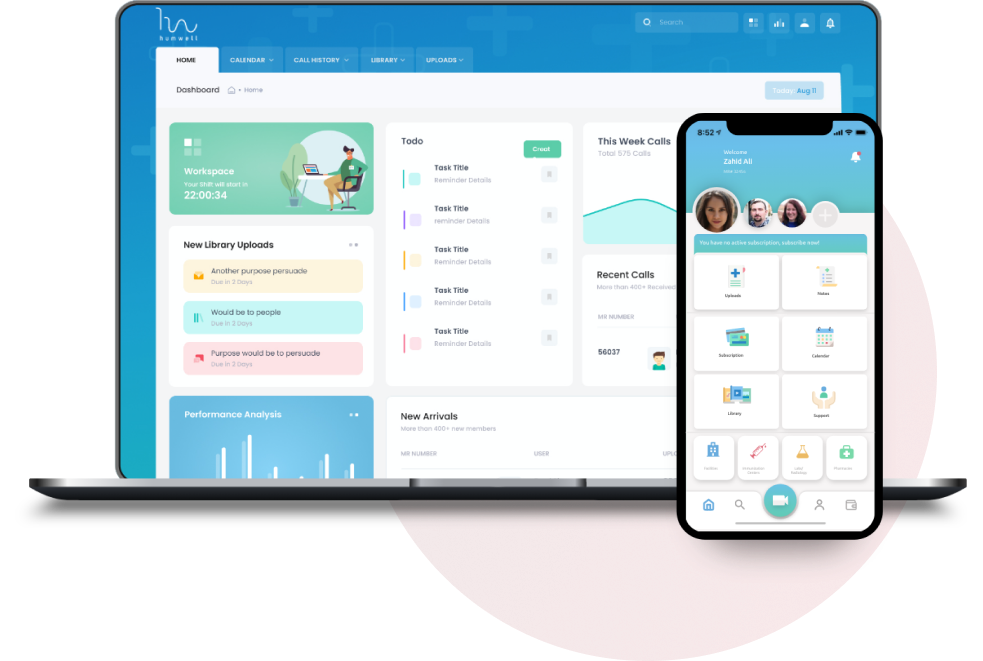 humwell
Search
HOME
CALENDAR
CALL HISTORY
LIBRARY
UPLOADS
Dashboard
• Home
Today: Aug 11
Workspace
Your Shift will start in
22:00:34
New Library Uploads
Another purpose persuade
Due in 2 Days
Would be to people
Due in 2 Days
Purpose would be to persuade
Due in 2 Days
Performance Analysis
Todo
Creat
Task Title
Reminder Details
Task Title
reminder Details
Task Title
Reminder Details
Task Title
Reminder Details
Task Title
Reminder Details
This Week Calls
Total 575 Calls
Recent Calls
More than 400+ Received
MR NUMBER
56037
New Arrivals
More than 400+ new members
MR NUMBER
USER
UPLO
8:52
Welcome
Zahid Ali
You have no active subscription, subscribe now!
Uploads
Notes
Subscription
Calendar
Library
Support
Pharmacies